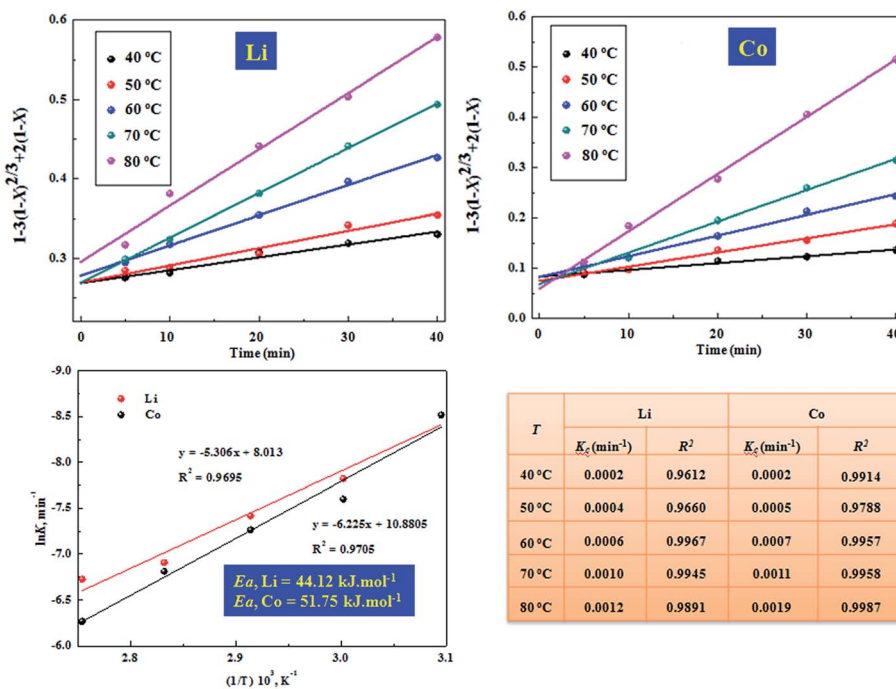 Li
40 ºC
50 ºC
60 ºC
70 ºC
80 ºC
1-3(1-X)^2/3+2(1-X)
0.6
0.5
0.4
0.3
0 10 20 30 40
Time (min)
Co
40 ºC
50 ºC
60 ºC
70 ºC
80 ºC
1-3(1-X)^2/3+2(1-X)
0.6
0.5
0.4
0.3
0.2
0.1
0.0
0 10 20 30 40
Time (min)
-9.0
-8.5
-8.0
-7.5
-7.0
-6.5
-6.0
lnK, min⁻¹
Li
Co
y = -5.306x + 8.013
R² = 0.9695
y = -6.225x + 10.8805
R² = 0.9705
Ea, Li = 44.12 kJ.mol⁻¹
Ea, Co = 51.75 kJ.mol⁻¹
2.8 2.9 3.0 3.1
(1/T) 10³, K⁻¹
T Li Co
Kc (min⁻¹) R² Kc (min⁻¹) R²
40 ºC 0.0002 0.9612 0.0002 0.9914
50 ºC 0.0004 0.9660 0.0005 0.9788
60 ºC 0.0006 0.9967 0.0007 0.9957
70 ºC 0.0010 0.9945 0.0011 0.9958
80 ºC 0.0012 0.9891 0.0019 0.9987